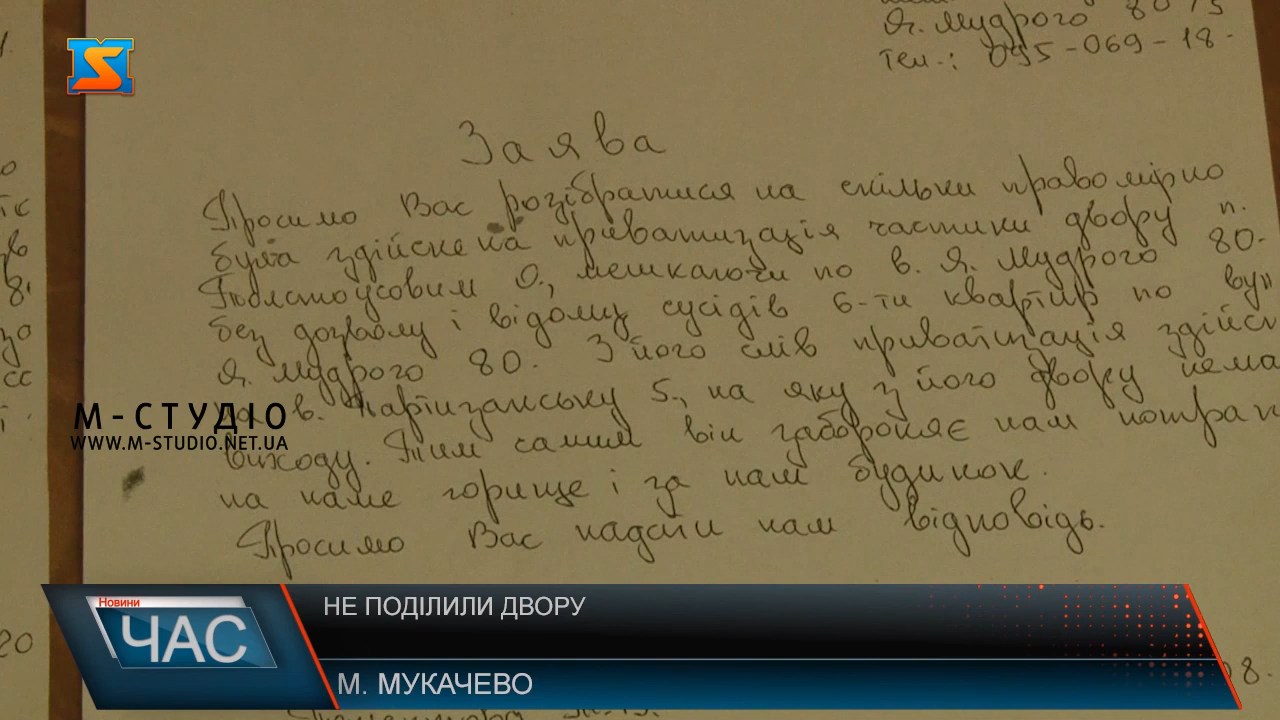 Я. Мудрого 80/5
тел.: 095-069-18-
Заява
Просимо Вас розібратися на скільки правомірно
була здійснена приватизація частини двору п.
О., мешкаючи по в. Я. Мудрого 80.
без дозволу і відому сусідів 6-ти квартир по вул
Я. Мудрого 80. З його слів приватизація здійсн
на в. Партизанську 5, на яку з його двору нема
виходу. Тим самим він забороняє нам потрап
на наше горище і за наш будинок.
Просимо Вас надати нам відповідь.
М-СТУДІО
WWW.M-STUDIO.NET.UA
Новини
ЧАС
НЕ ПОДІЛИЛИ ДВОРУ
М. МУКАЧЕВО